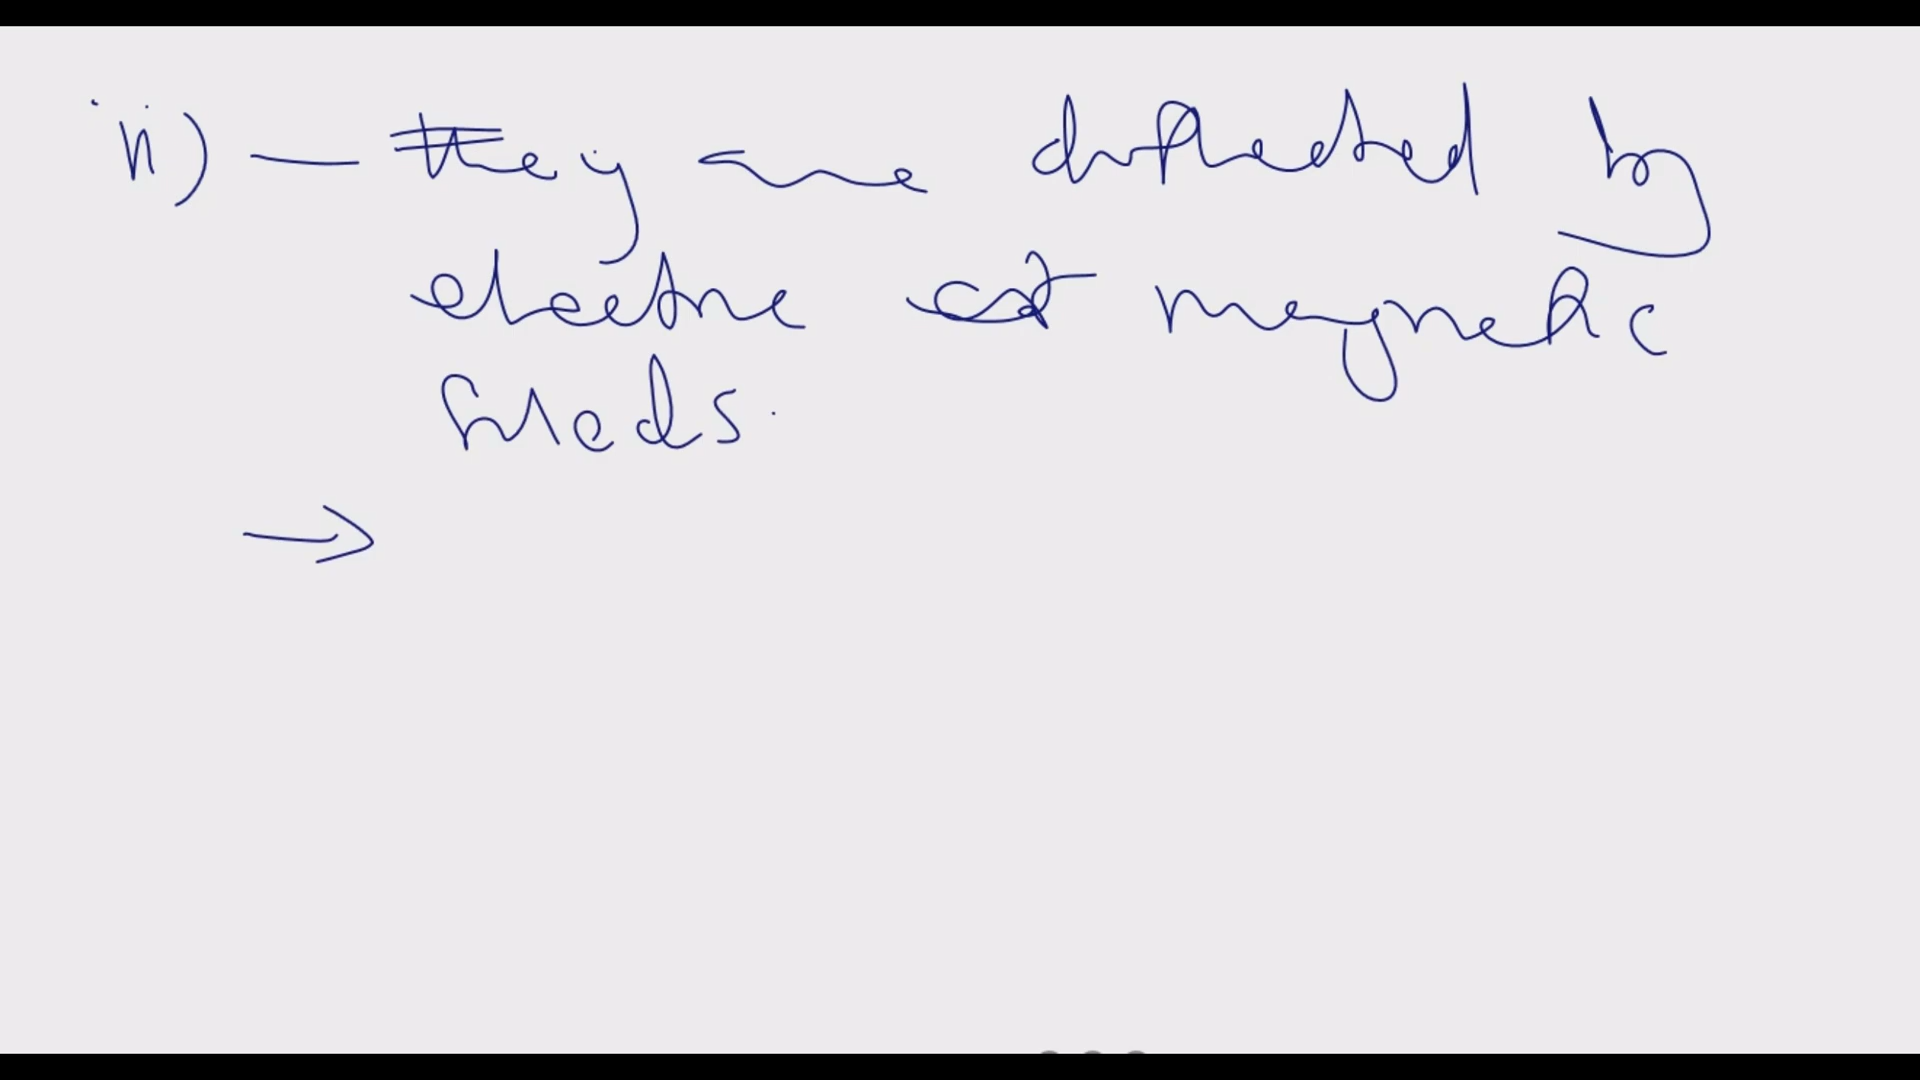 ii) — They are deflected by
electric and magnetic
fields.
→